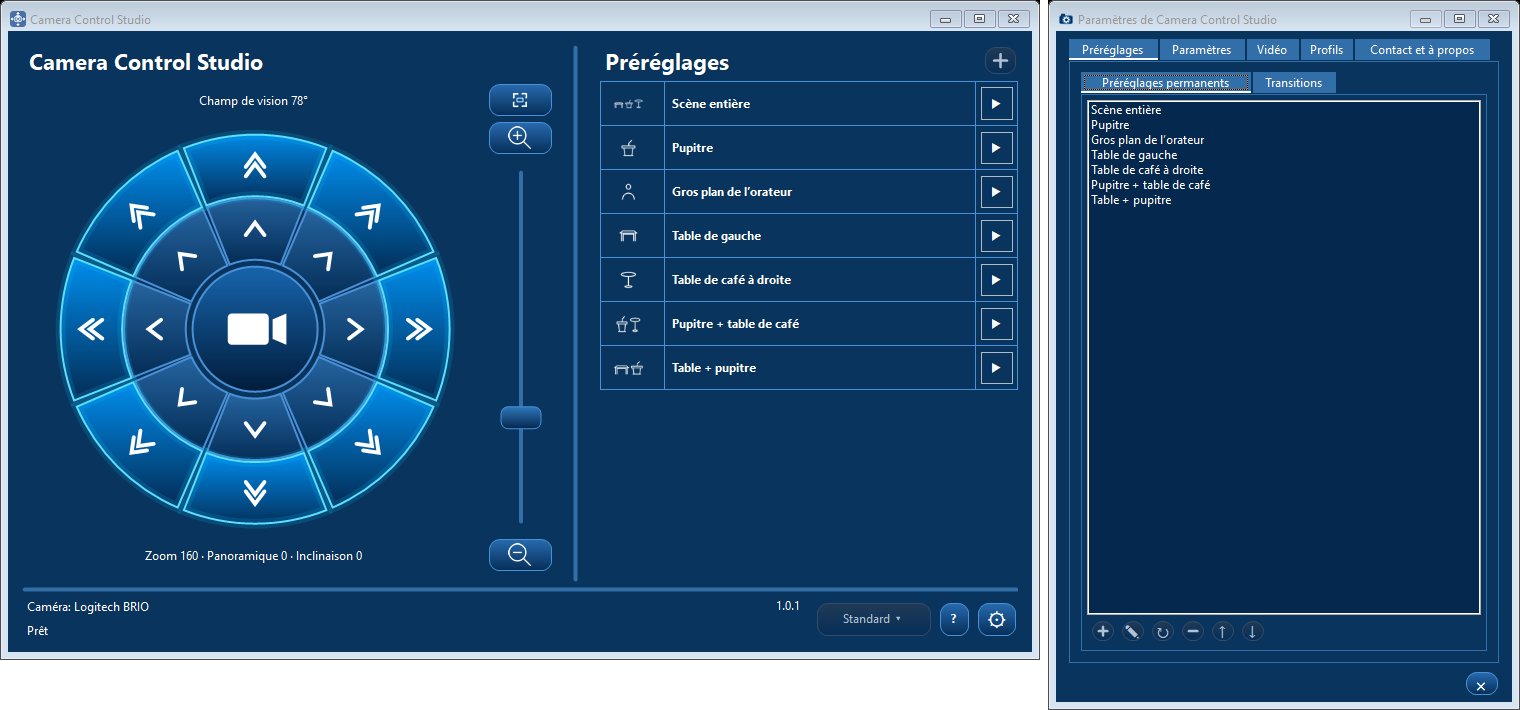 Camera Control Studio
Camera Control Studio
Champ de vision 78°
Zoom 160 · Panoramique 0 · Inclinaison 0
Préréglages
Scène entière
Pupitre
Gros plan de l’orateur
Table de gauche
Table de café à droite
Pupitre + table de café
Table + pupitre
Caméra: Logitech BRIO
Prêt
1.0.1
Standard
?
Paramètres de Camera Control Studio
Préréglages Paramètres Vidéo Profils Contact et à propos
Préréglages permanents Transitions
Scène entière
Pupitre
Gros plan de l’orateur
Table de gauche
Table de café à droite
Pupitre + table de café
Table + pupitre